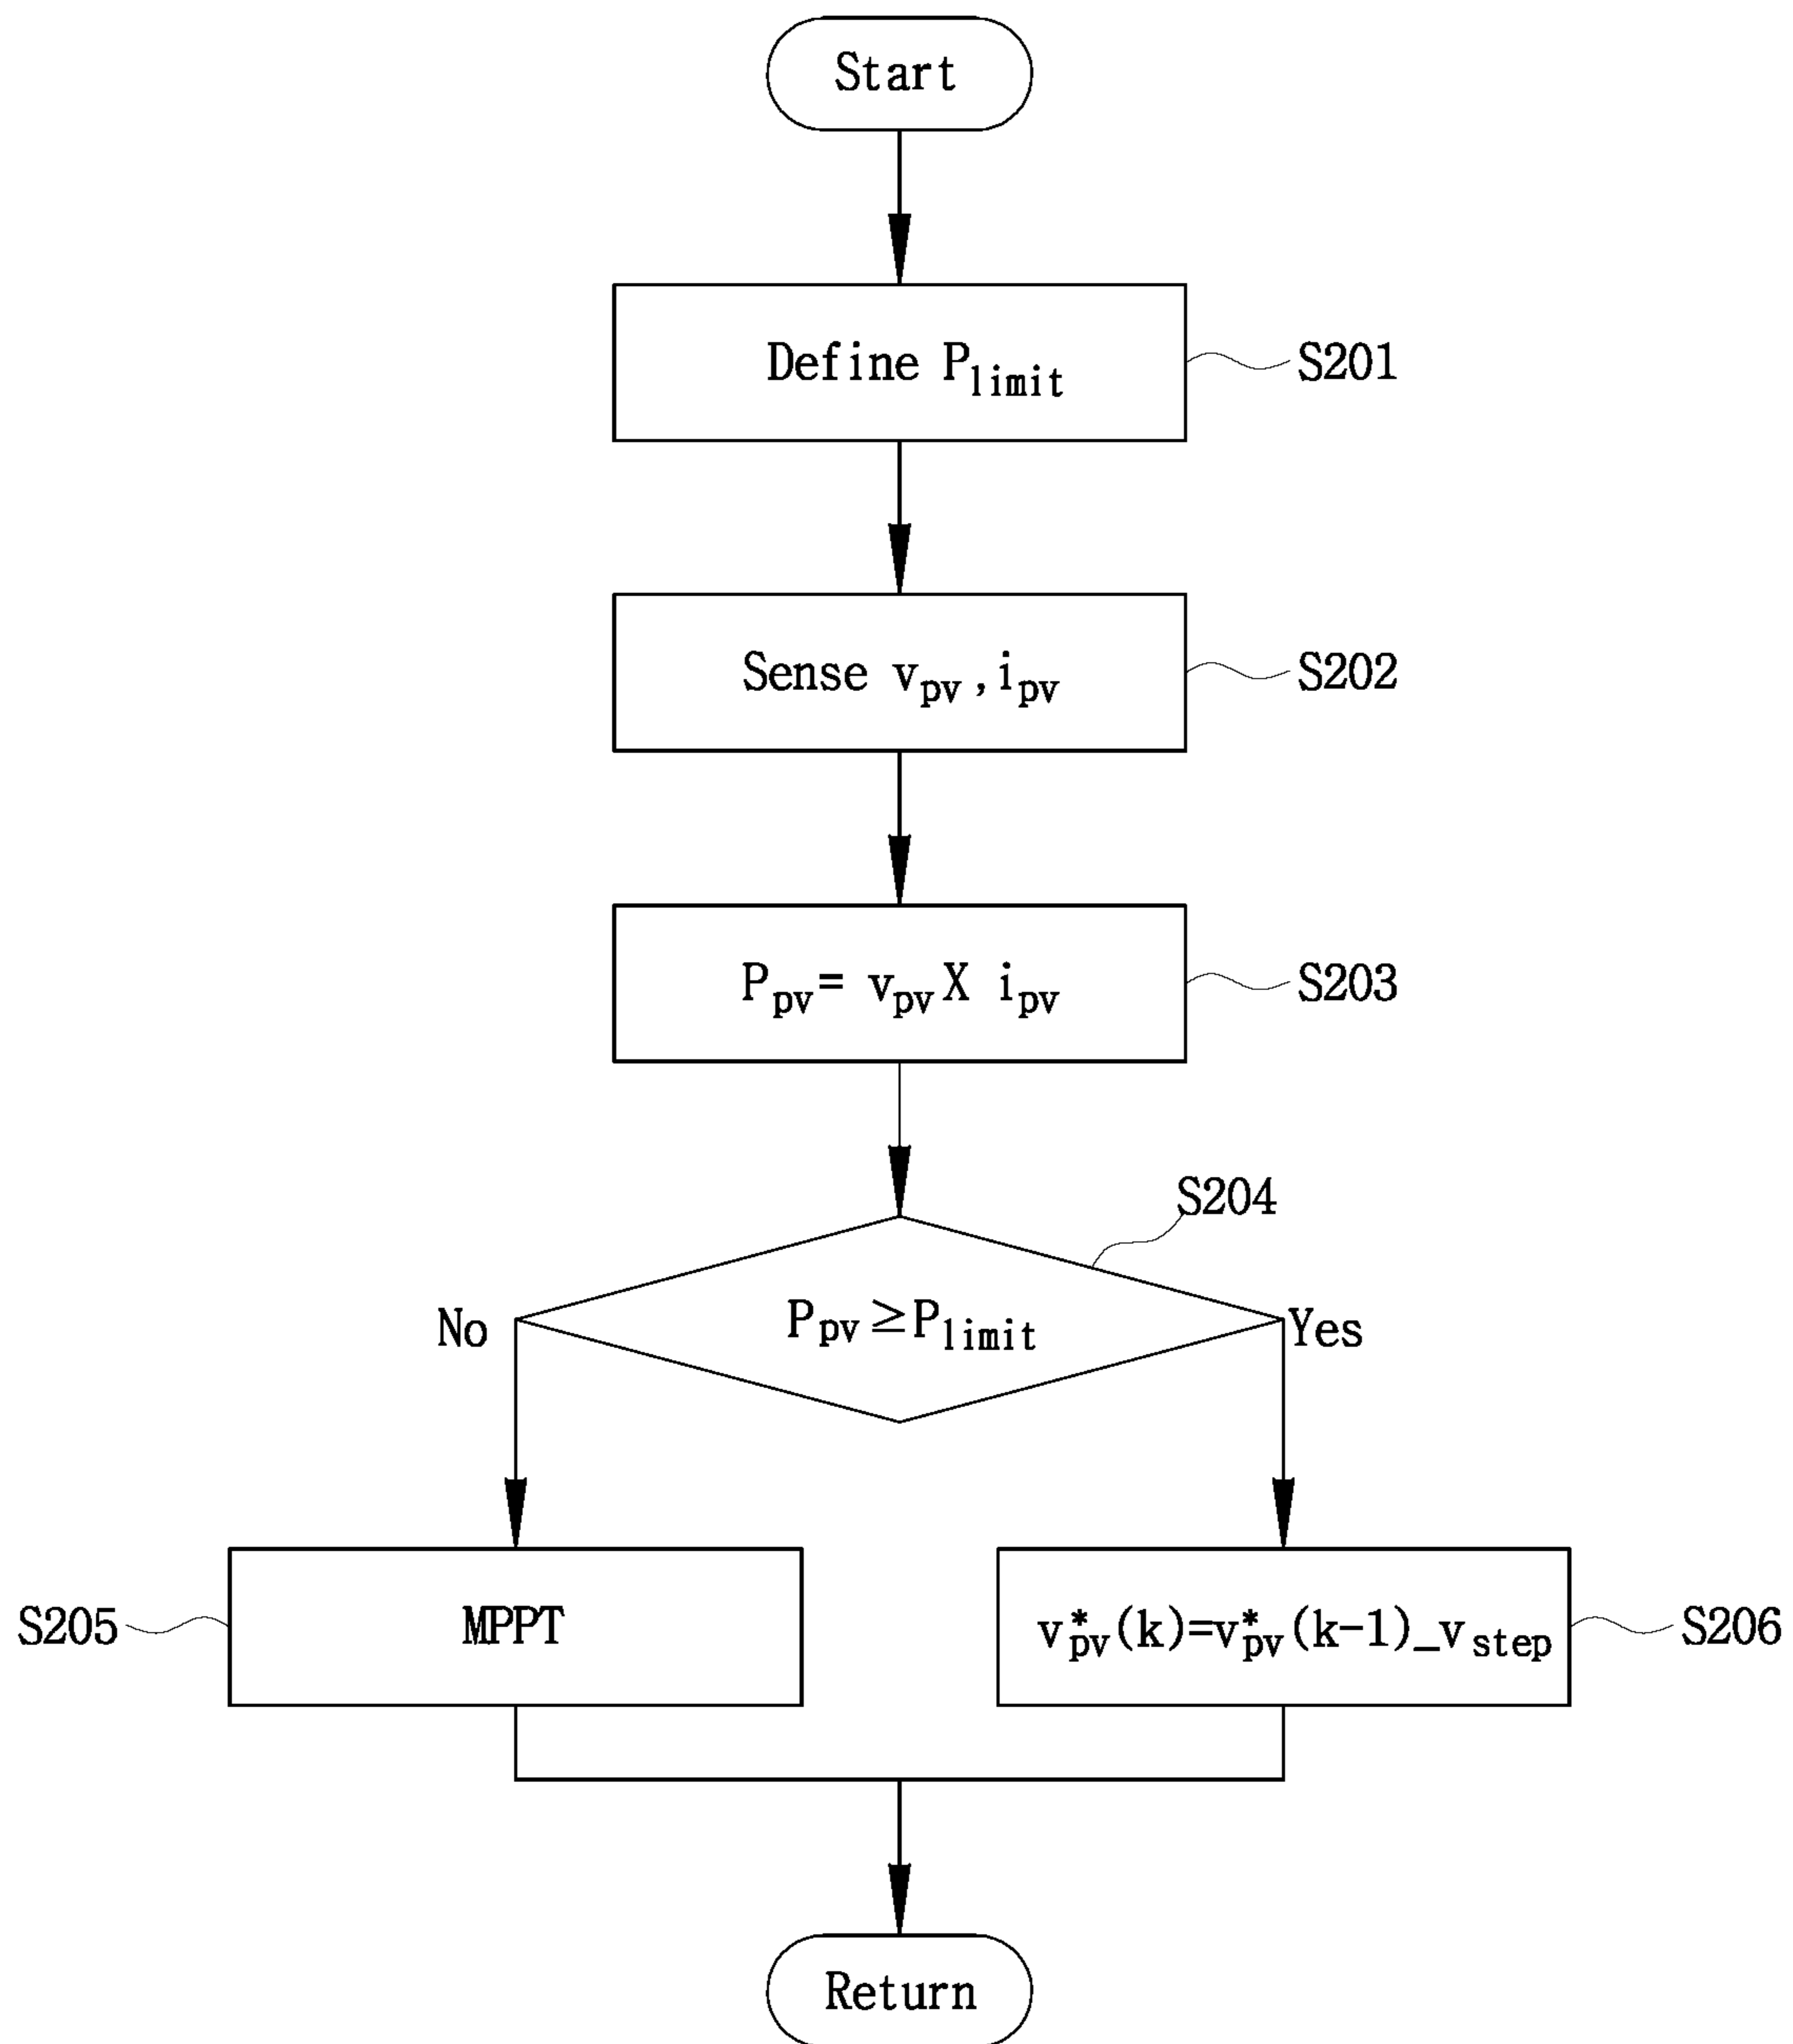 Start
Define P_limit
S201
Sense v_pv, i_pv
S202
P_pv = v_pv X i_pv
S203
S204
P_pv ≥ P_limit
No
Yes
S205
MPPT
v*_pv(k)=v*_pv(k-1)_v_step
S206
Return